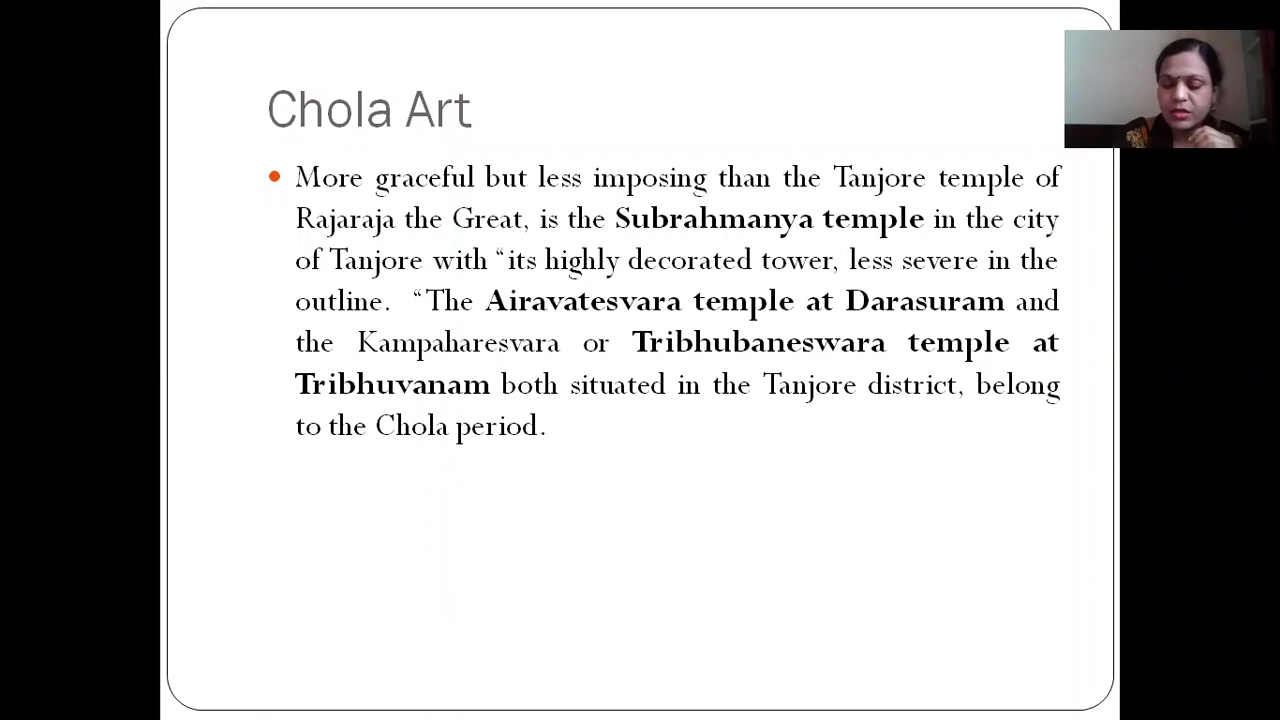 Chola Art
• More graceful but less imposing than the Tanjore temple of
Rajaraja the Great, is the Subrahmanya temple in the city
of Tanjore with “its highly decorated tower, less severe in the
outline. “The Airavatesvara temple at Darasuram and
the Kampaharesvara or Tribhubaneswara temple at
Tribhuvanam both situated in the Tanjore district, belong
to the Chola period.